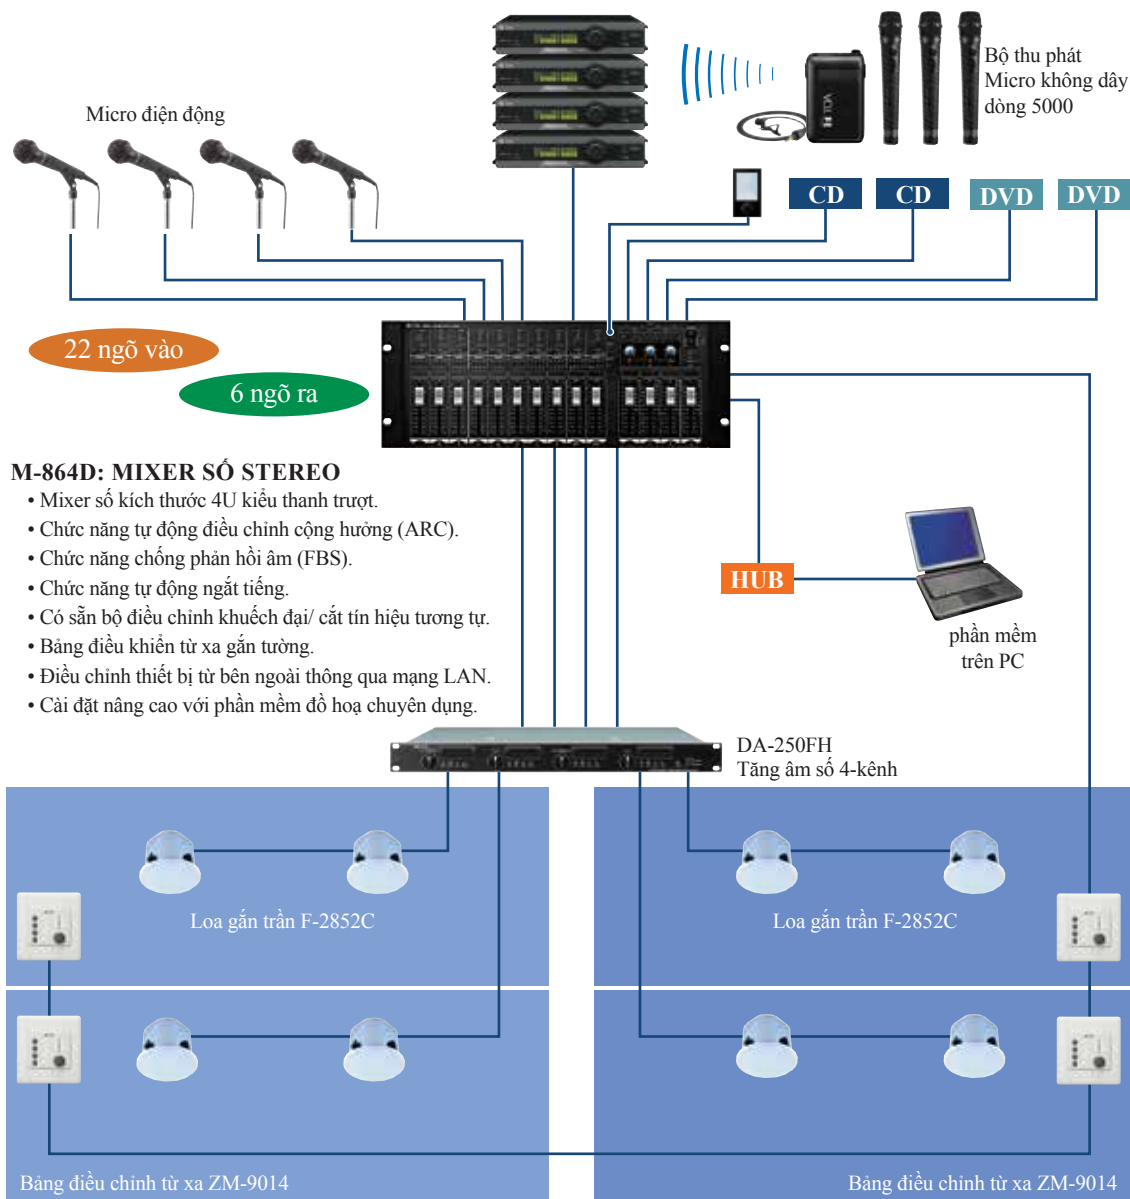 Bộ thu phát
Micro không dây
dòng 5000
Micro điện động
CD
CD
DVD
DVD
22 ngõ vào
6 ngõ ra
M-864D: MIXER SỐ STEREO
• Mixer số kích thước 4U kiểu thanh trượt.
• Chức năng tự động điều chỉnh cộng hưởng (ARC).
• Chức năng chống phản hồi âm (FBS).
• Chức năng tự động ngắt tiếng.
• Có sẵn bộ điều chỉnh khuếch đại/ cắt tín hiệu tương tự.
• Bảng điều khiển từ xa gắn tường.
• Điều chỉnh thiết bị từ bên ngoài thông qua mạng LAN.
• Cài đặt nâng cao với phần mềm đồ hoạ chuyên dụng.
HUB
phần mềm
trên PC
DA-250FH
Tăng âm số 4-kênh
Loa gắn trần F-2852C
Loa gắn trần F-2852C
Bảng điều chỉnh từ xa ZM-9014
Bảng điều chỉnh từ xa ZM-9014